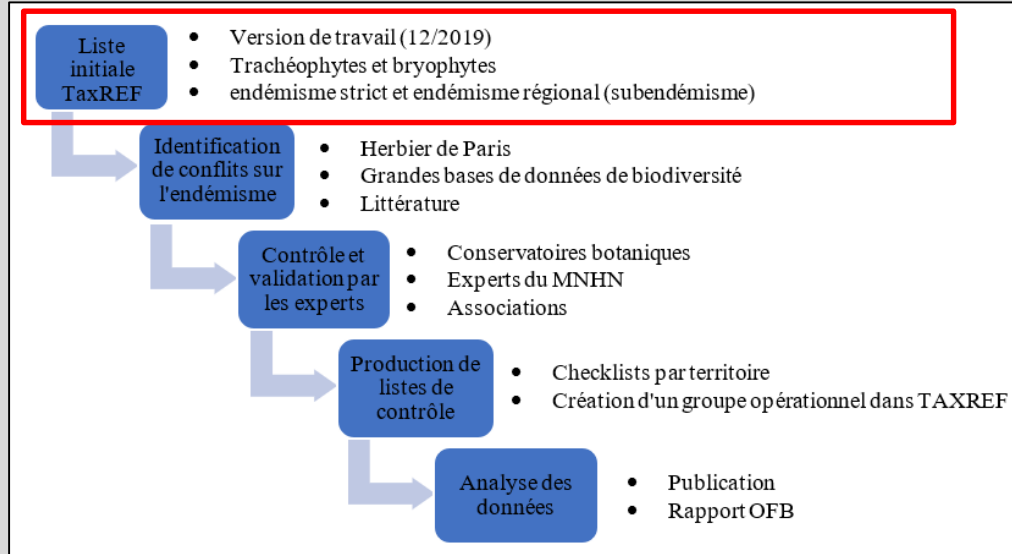 Liste
initiale
TaxREF
• Version de travail (12/2019)
• Trachéophytes et bryophytes
• endémisme strict et endémisme régional (subendémisme)
Identification
de conflits sur
l'endémisme
• Herbier de Paris
• Grandes bases de données de biodiversité
• Littérature
Contrôle et
validation par
les experts
• Conservatoires botaniques
• Experts du MNHN
• Associations
Production de
listes de
contrôle
• Checklists par territoire
• Création d'un groupe opérationnel dans TAXREF
Analyse des
données
• Publication
• Rapport OFB